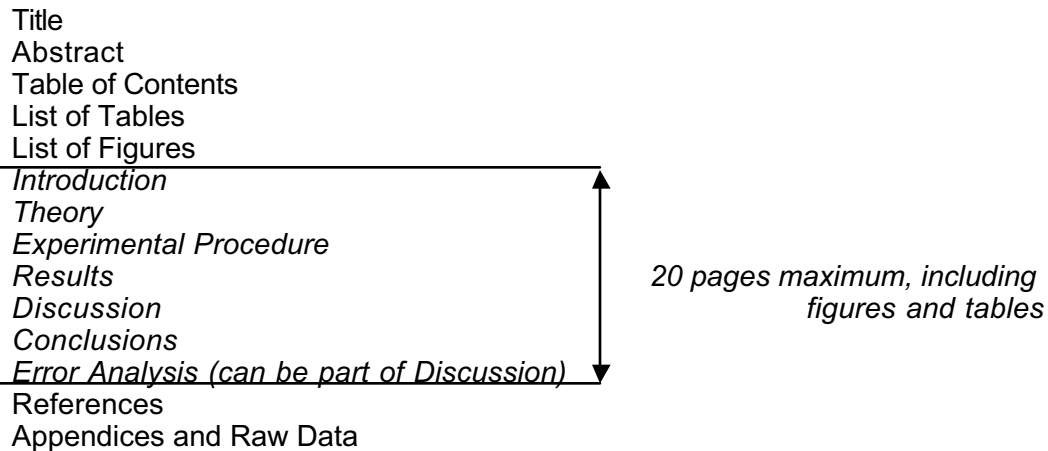 Title
Abstract
Table of Contents
List of Tables
List of Figures
Introduction
Theory
Experimental Procedure
Results
Discussion
Conclusions
Error Analysis (can be part of Discussion)
References
Appendices and Raw Data
20 pages maximum, including
figures and tables